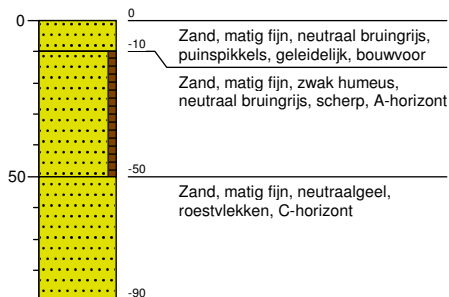 0
0
Zand, matig fijn, neutraal bruingrijs,
puinspikkels, geleidelijk, bouwvoor
-10
Zand, matig fijn, zwak humeus,
neutraal bruingrijs, scherp, A-horizont
50
-50
Zand, matig fijn, neutraalgeel,
roestvlekken, C-horizont
-90